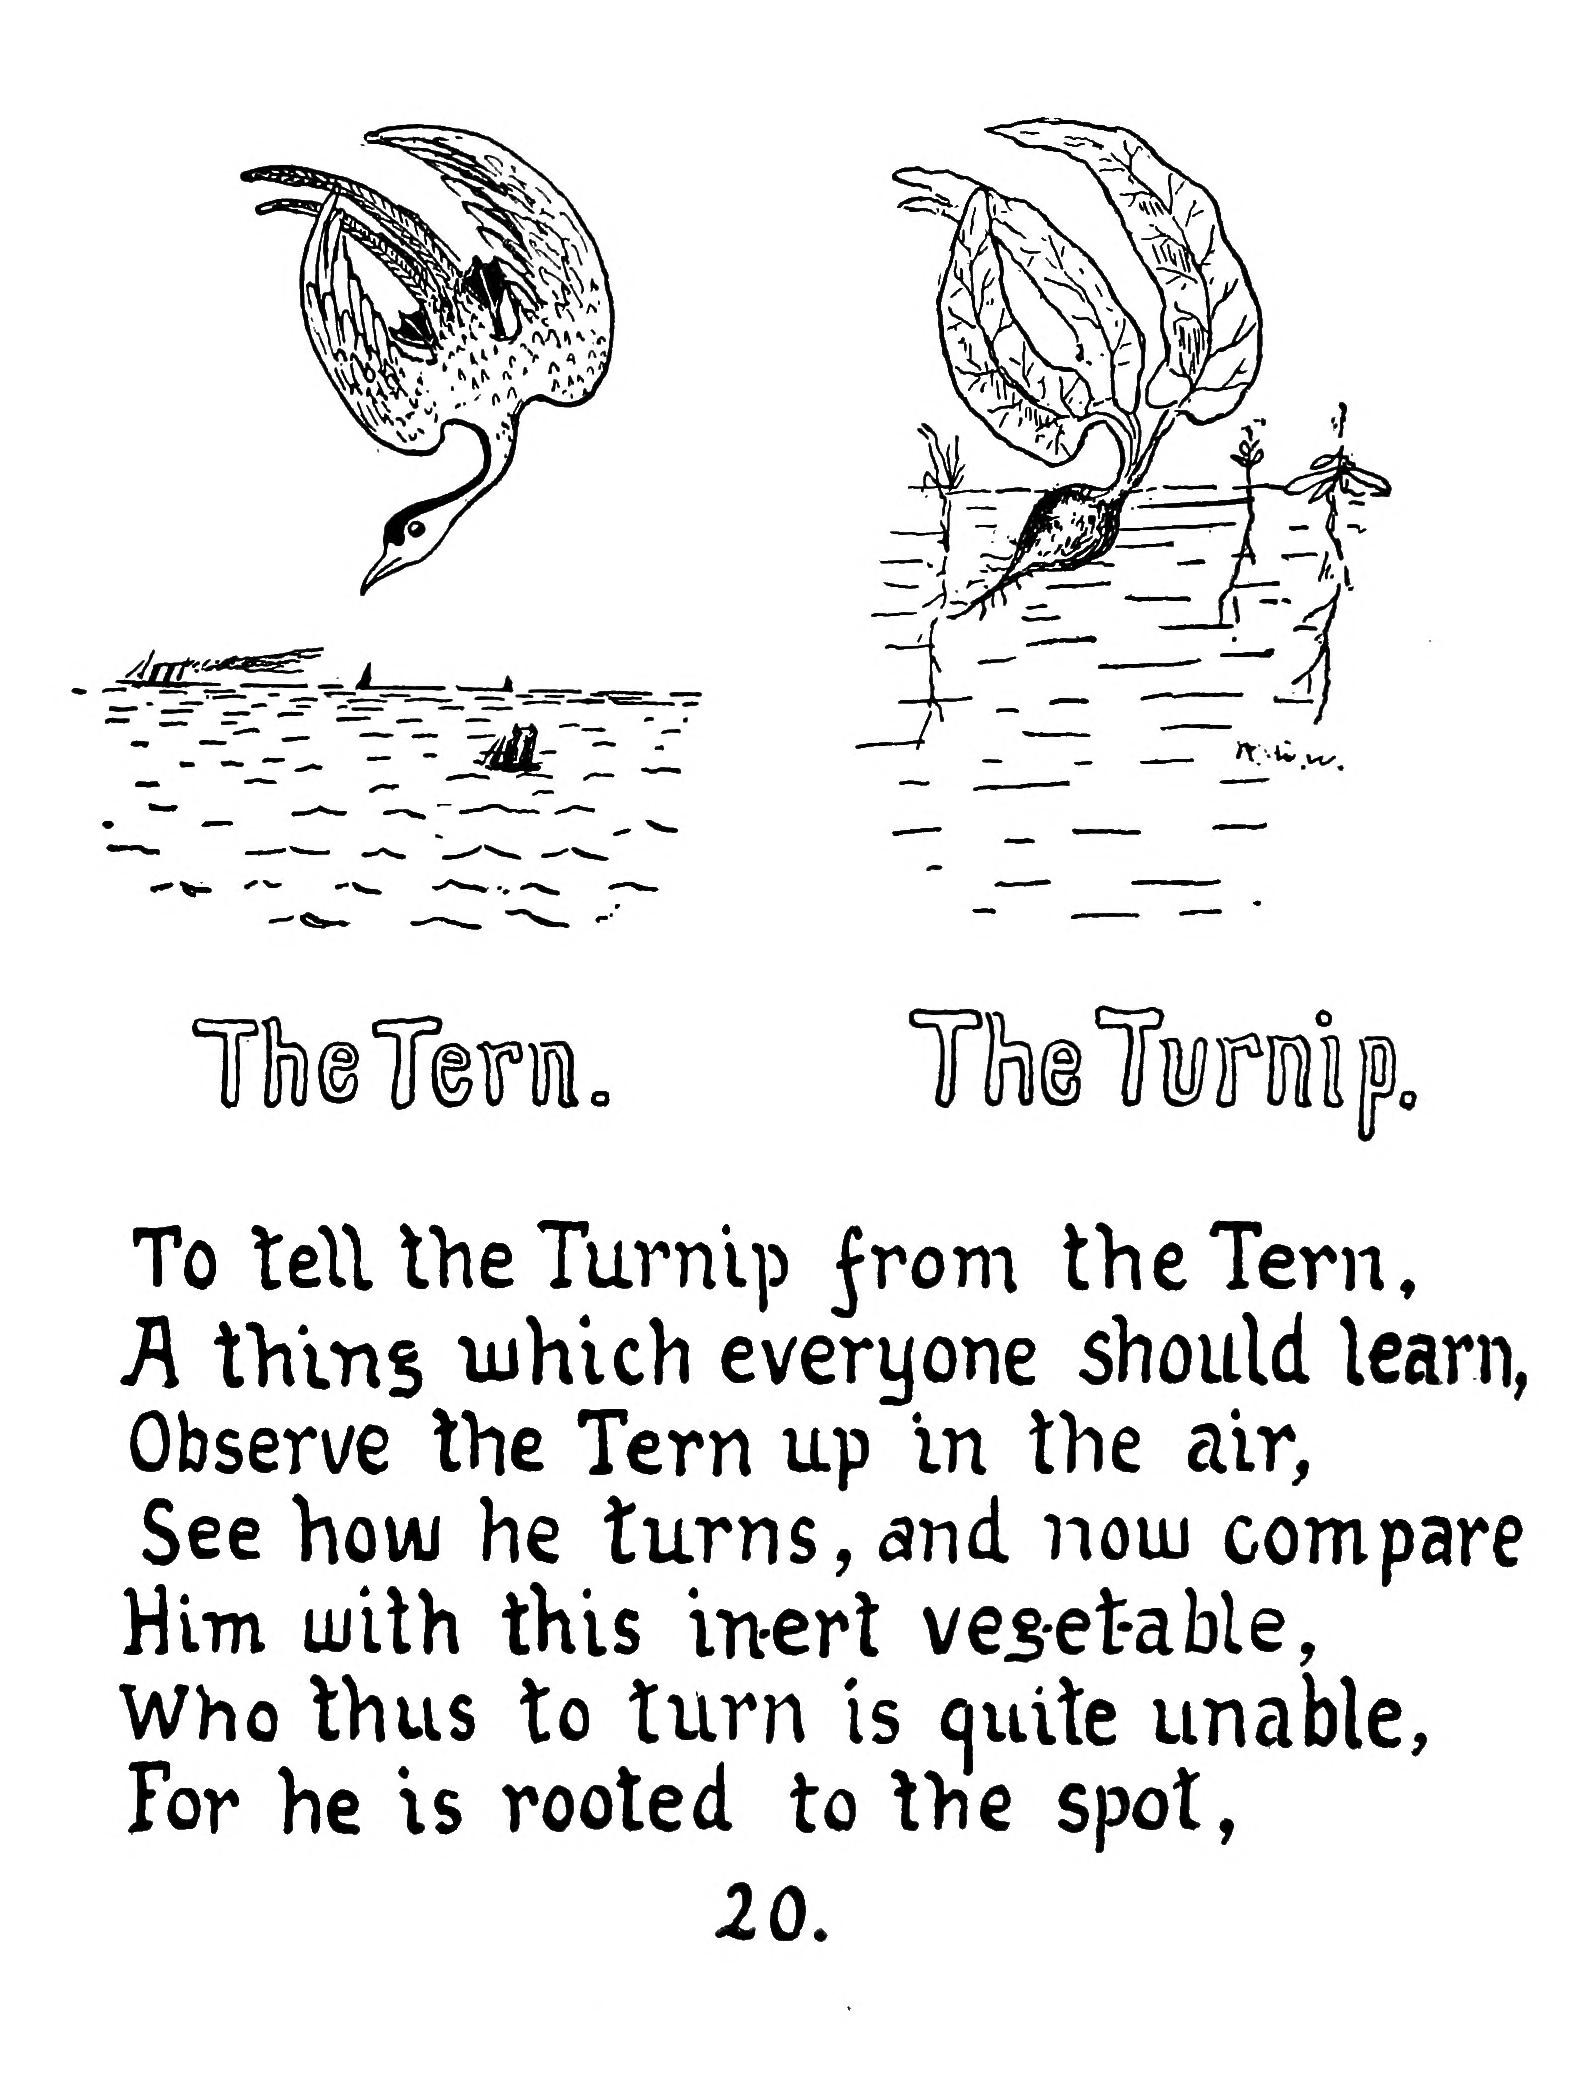 The Tern.
The Turnip.
To tell the Turnip from the Tern,
A thing which everyone should learn,
Observe the Tern up in the air,
See how he turns, and now compare
Him with this in-ert veg-et-able,
Who thus to turn is quite unable,
For he is rooted to the spot,
20.